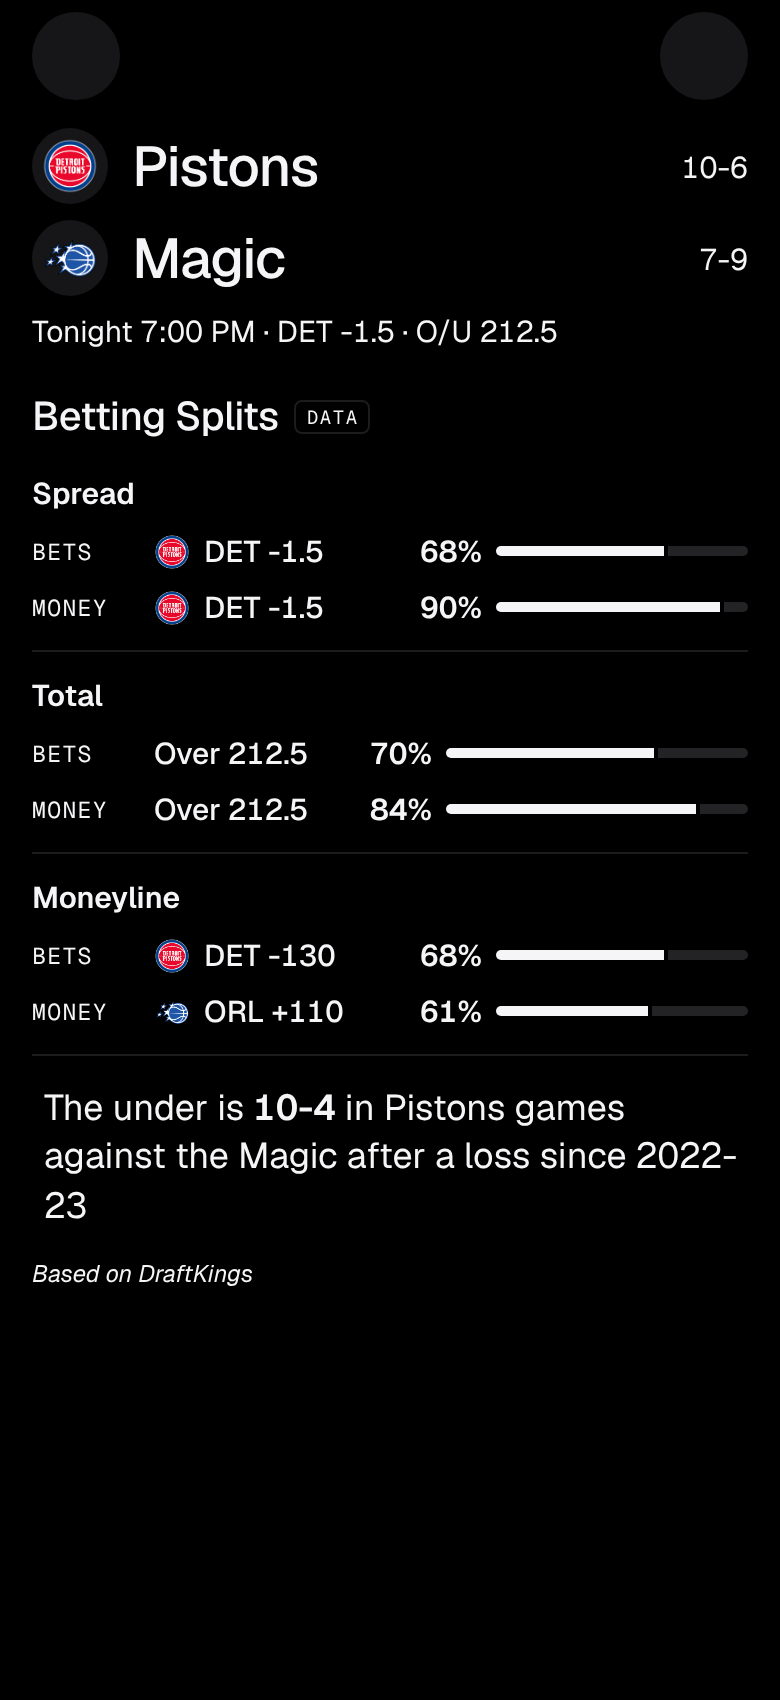 DETROIT
PISTONS
Pistons 10-6
Magic 7-9
Tonight 7:00 PM · DET -1.5 · O/U 212.5
Betting Splits DATA
Spread
BETS DET -1.5 68%
MONEY DET -1.5 90%
Total
BETS Over 212.5 70%
MONEY Over 212.5 84%
Moneyline
BETS DET -130 68%
MONEY ORL +110 61%
The under is 10-4 in Pistons games
against the Magic after a loss since 2022-
23
Based on DraftKings